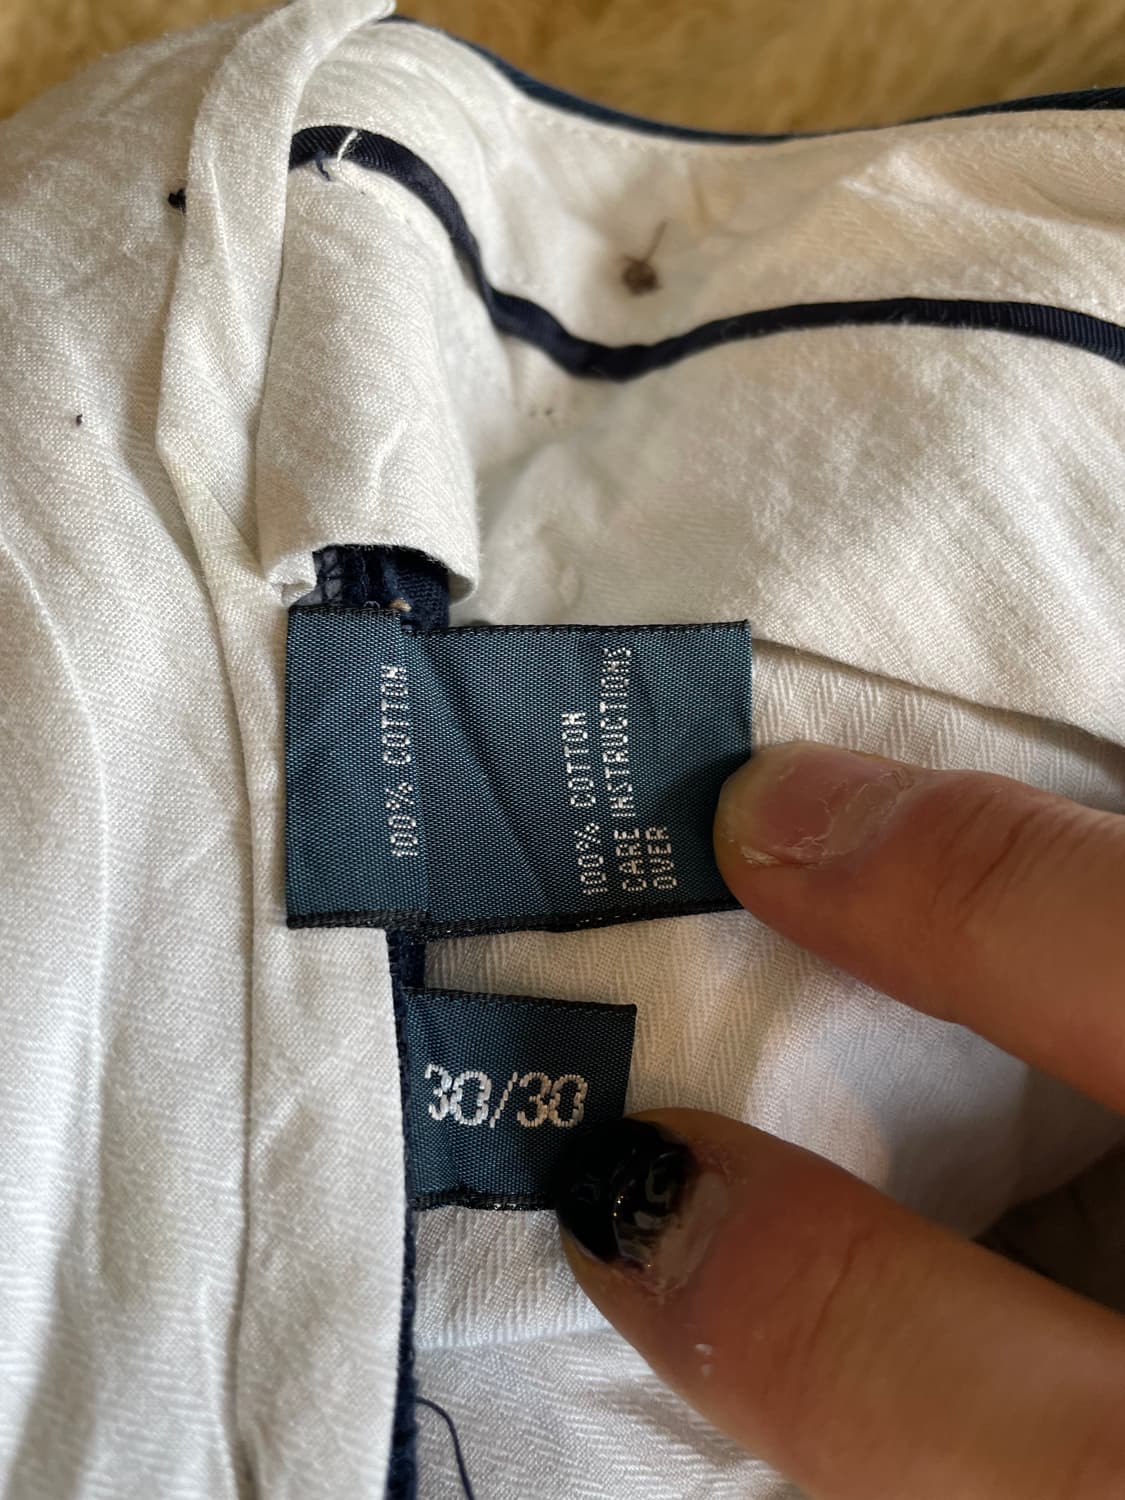 100% COTTON
100% COTTON
CARE INSTRUCTIONS
OVER
30/30